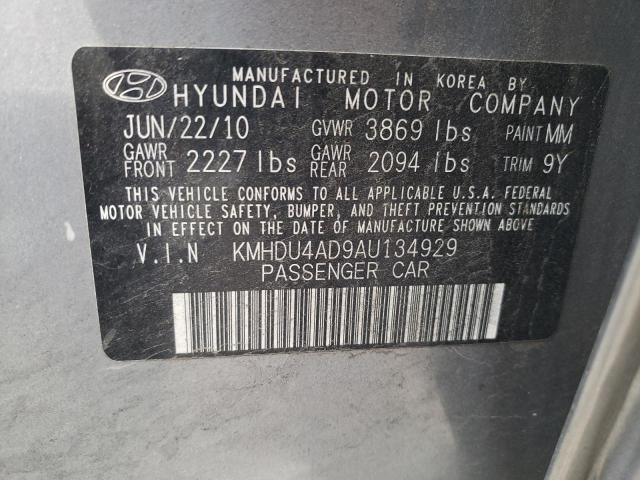 MANUFACTURED IN KOREA BY
HYUNDAI MOTOR COMPANY
JUN/22/10 GVWR 3869 lbs PAINT MM
GAWR FRONT 2227 lbs GAWR REAR 2094 lbs TRIM 9Y
THIS VEHICLE CONFORMS TO ALL APPLICABLE U.S.A. FEDERAL
MOTOR VEHICLE SAFETY, BUMPER, AND THEFT PREVENTION STANDARDS
IN EFFECT ON THE DATE OF MANUFACTURE SHOWN ABOVE
V.I.N KMHDU4AD9AU134929
PASSENGER CAR